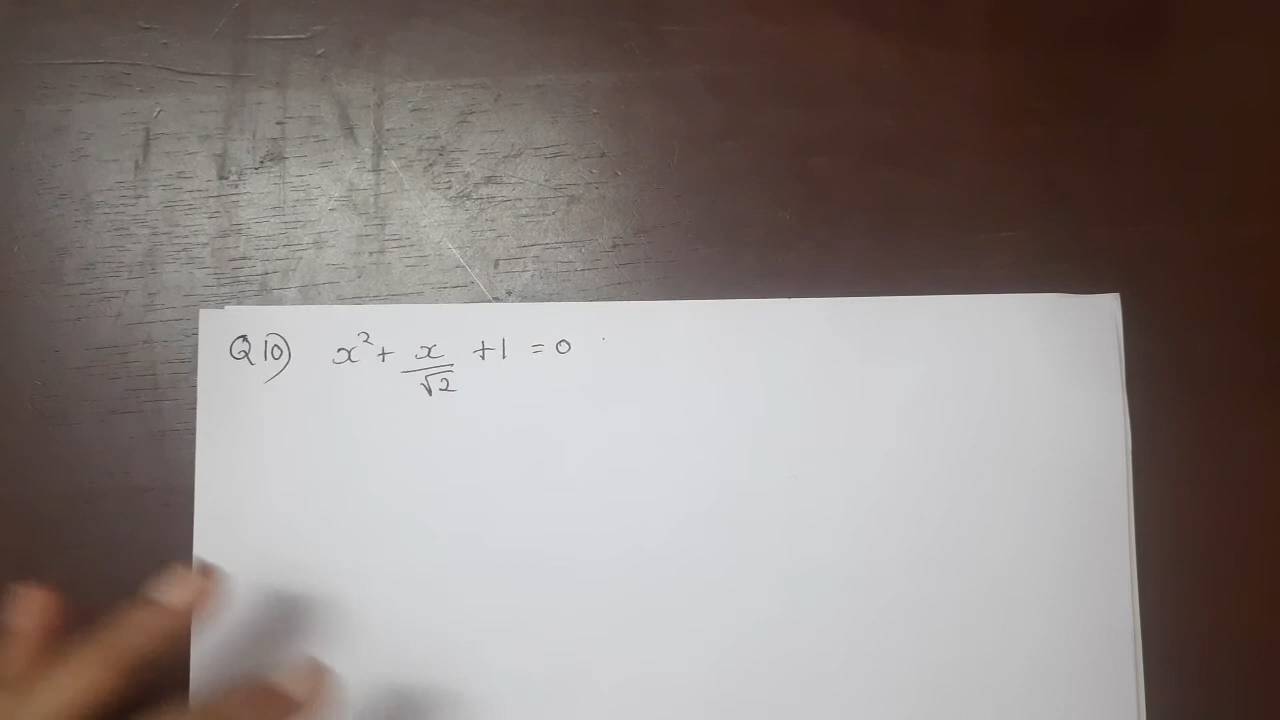 Q10) x² + x/√2 + 1 = 0